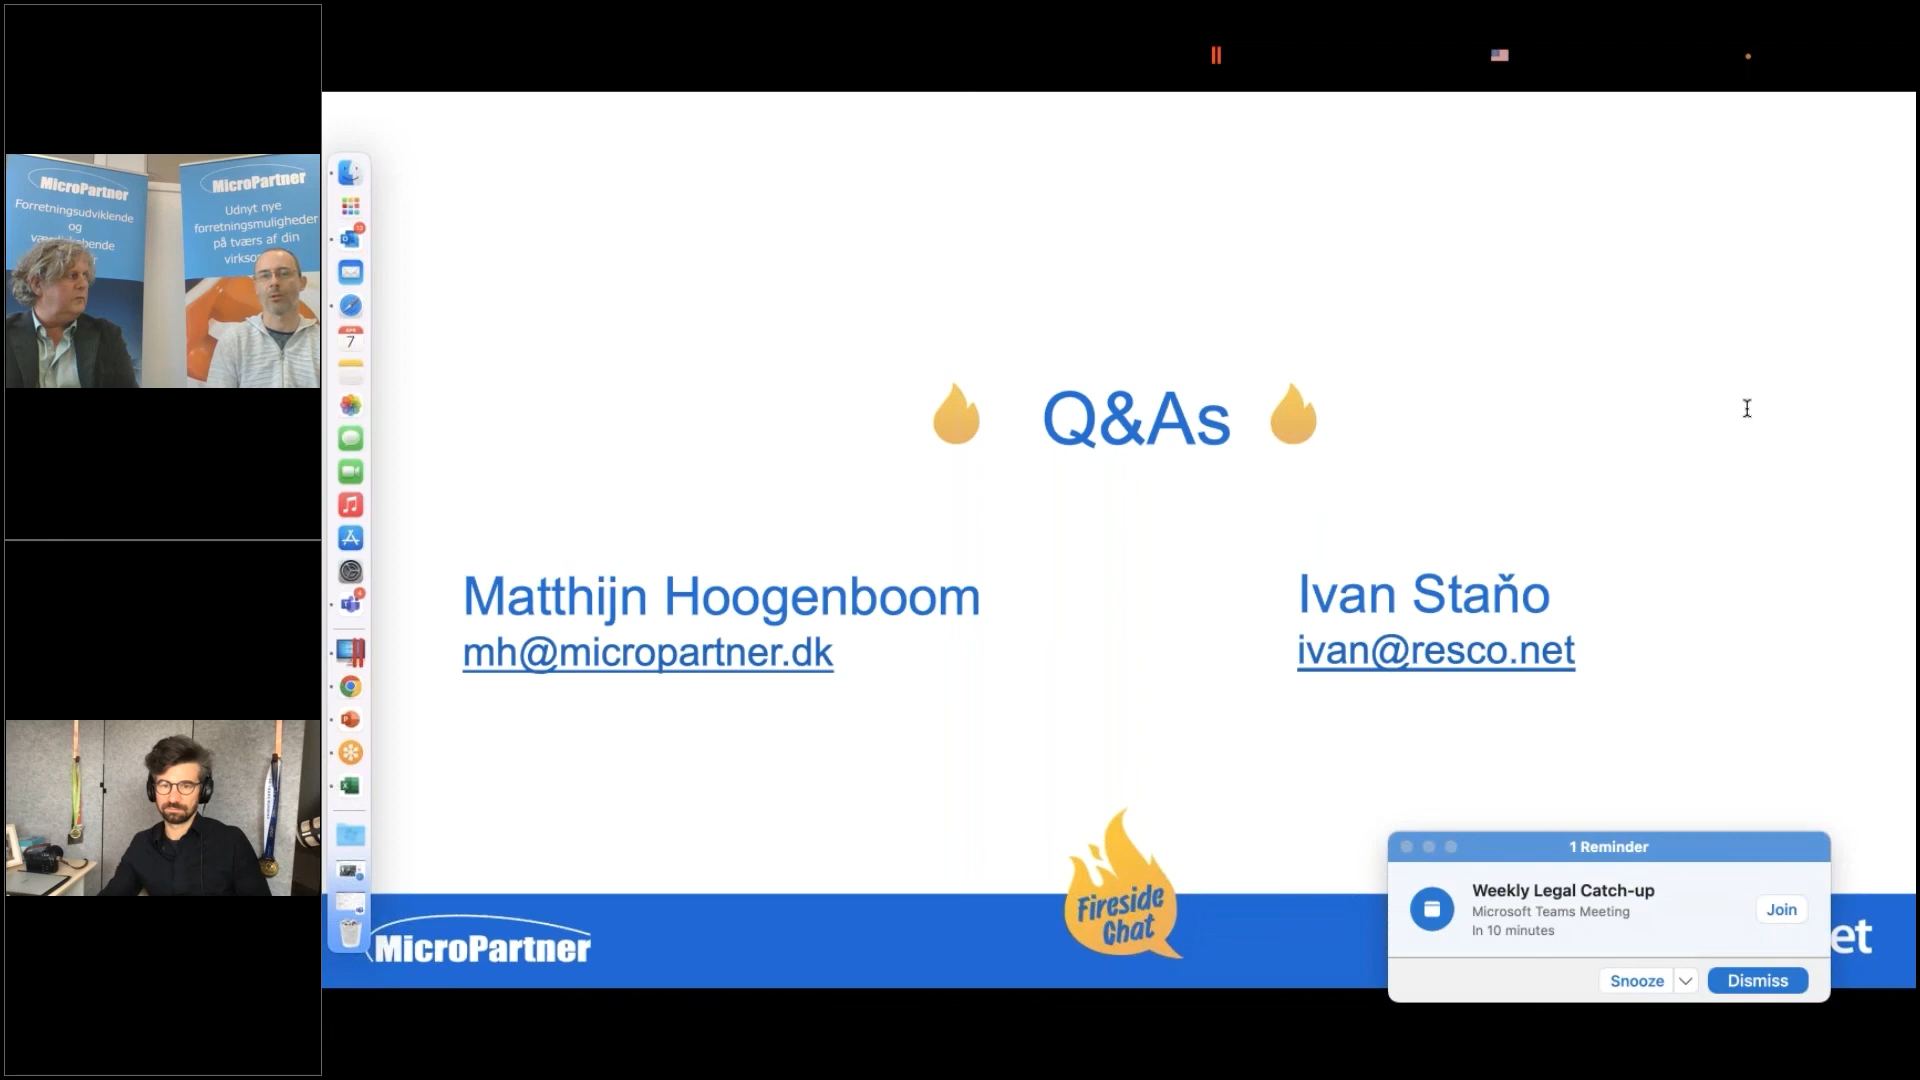 MicroPartner
Forretningsudviklende
og
MicroPartner
Udnyt nye
forretningsmuligheder
på tværs af din
APR
7
Q&As
Matthijn Hoogenboom
mh@micropartner.dk
Ivan Staňo
ivan@resco.net
Fireside
Chat
MicroPartner
et
1 Reminder
Weekly Legal Catch-up
Microsoft Teams Meeting
In 10 minutes
Join
Snooze
Dismiss